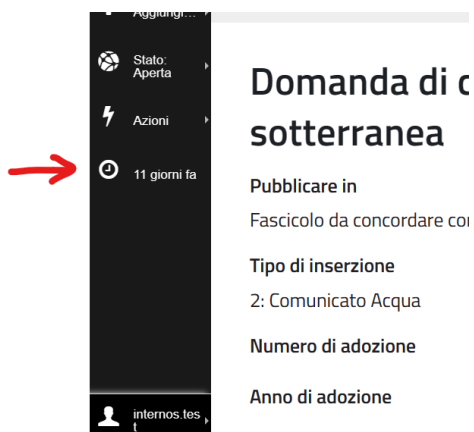 Aggiungi...
Stato:
Aperta
Azioni
11 giorni fa
internos.tes
t
Domanda di
sotterranea
Pubblicare in
Fascicolo da concordare
Tipo di inserzione
2: Comunicato Acqua
Numero di adozione
Anno di adozione